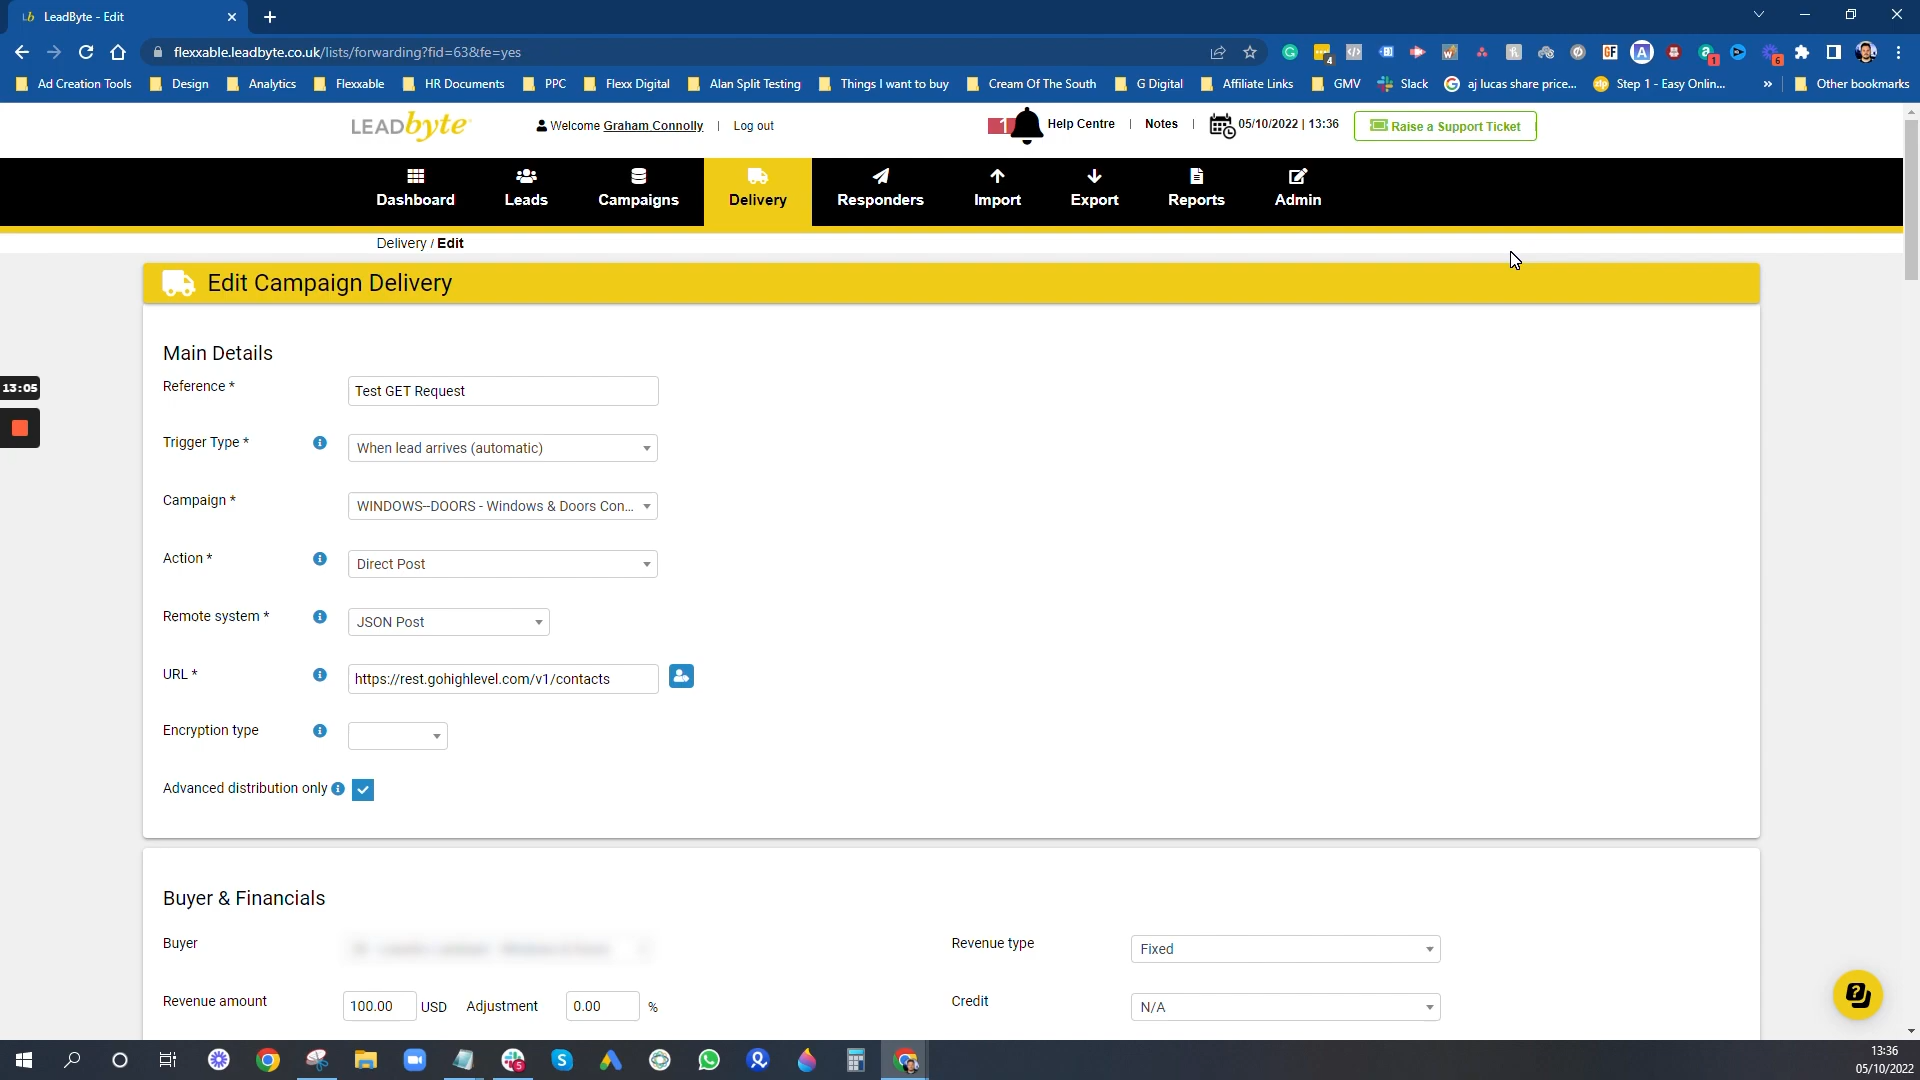 LeadByte - Edit
flexxable.leadbyte.co.uk/lists/forwarding?fid=63&fe=yes
4
1
6
Ad Creation Tools
Design
Analytics
Flexxable
HR Documents
PPC
Flexx Digital
Alan Split Testing
Things I want to buy
Cream Of The South
G Digital
Affiliate Links
GMV
Slack
aj lucas share price...
Step 1 - Easy Onlin...
»
Other bookmarks
LEADbyte
Welcome Graham Connolly | Log out
1
Help Centre | Notes | 05/10/2022 | 13:36
Raise a Support Ticket
Dashboard
Leads
Campaigns
Delivery
Responders
Import
Export
Reports
Admin
Delivery / Edit
Edit Campaign Delivery
Main Details
13:05
Reference * Test GET Request
Trigger Type * When lead arrives (automatic)
Campaign * WINDOWS--DOORS - Windows & Doors Con...
Action * Direct Post
Remote system * JSON Post
URL * https://rest.gohighlevel.com/v1/contacts
Encryption type
Advanced distribution only
Buyer & Financials
Buyer
Revenue type Fixed
Revenue amount 100.00 USD Adjustment 0.00 %
Credit N/A
13:36
05/10/2022